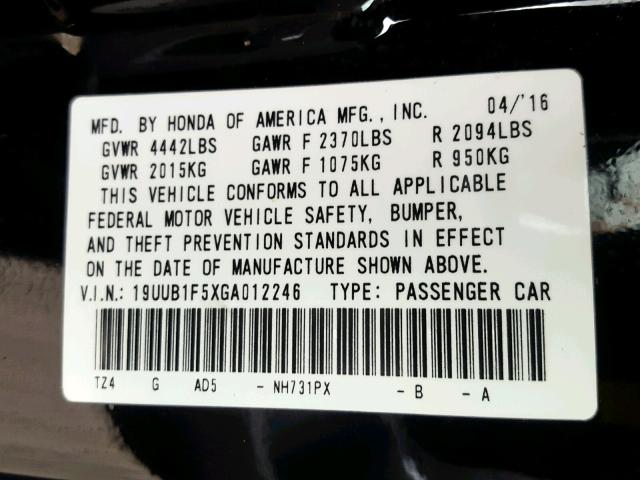 MFD. BY HONDA OF AMERICA MFG., INC. 04/'16
GVWR 4442LBS GAWR F 2370LBS R 2094LBS
GVWR 2015KG GAWR F 1075KG R 950KG
THIS VEHICLE CONFORMS TO ALL APPLICABLE
FEDERAL MOTOR VEHICLE SAFETY, BUMPER,
AND THEFT PREVENTION STANDARDS IN EFFECT
ON THE DATE OF MANUFACTURE SHOWN ABOVE.
V.I.N.: 19UUB1F5XGA012246 TYPE: PASSENGER CAR
TZ4 G AD5 - NH731PX - B - A